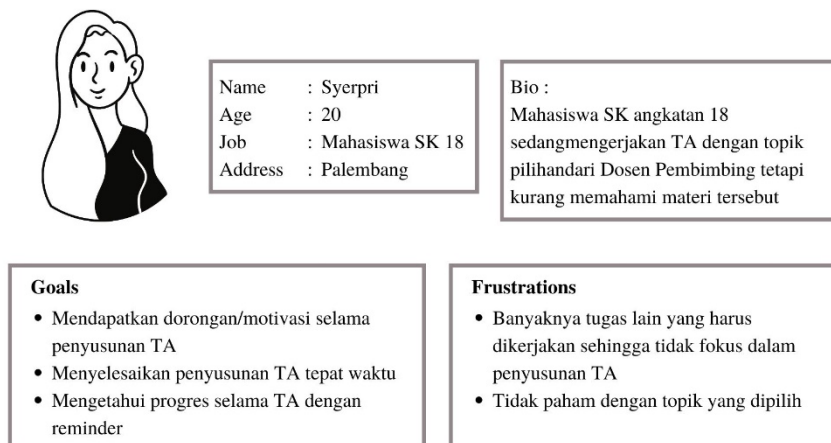 Name : Syerpri
Age : 20
Job : Mahasiswa SK 18
Address : Palembang
Bio :
Mahasiswa SK angkatan 18
sedangmengerjakan TA dengan topik
pilihandari Dosen Pembimbing tetapi
kurang memahami materi tersebut
Goals
• Mendapatkan dorongan/motivasi selama
penyusunan TA
• Menyelesaikan penyusunan TA tepat waktu
• Mengetahui progres selama TA dengan
reminder
Frustrations
• Banyaknya tugas lain yang harus
dikerjakan sehingga tidak fokus dalam
penyusunan TA
• Tidak paham dengan topik yang dipilih